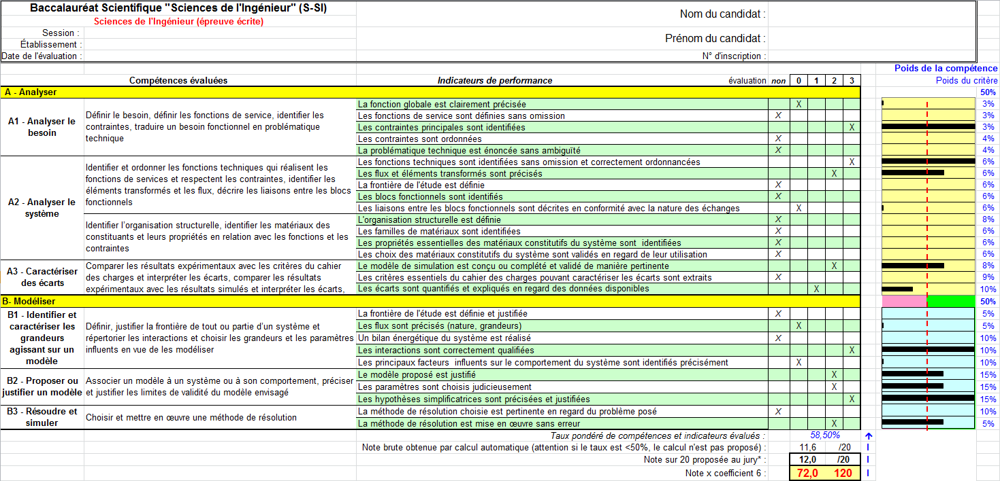 Baccalauréat Scientifique "Sciences de l'Ingénieur" (S-SI)
Sciences de l'Ingénieur (épreuve écrite)
Nom du candidat :
Session :
Prénom du candidat :
Établissement :
Date de l'évaluation :
N° d'inscription :
Poids de la compétence
Compétences évaluées Indicateurs de performance évaluation non 0 1 2 3 Poids du critère
A - Analyser 50%
A1 - Analyser le besoin
Définir le besoin, définir les fonctions de service, identifier les
contraintes, traduire un besoin fonctionnel en problématique
technique
La fonction globale est clairement précisée X 3%
Les fonctions de service sont définies sans omission X 3%
Les contraintes principales sont identifiées X 3%
Les contraintes sont ordonnées X 4%
La problématique technique est énoncée sans ambiguïté X 4%
A2 - Analyser le
système
Identifier et ordonner les fonctions techniques qui réalisent les
fonctions de services et respectent les contraintes, identifier les
éléments transformés et les flux, décrire les liaisons entre les blocs
fonctionnels
Les fonctions techniques sont identifiées sans omission et correctement ordonnancées X 6%
Les flux et éléments transformés sont précisés X 6%
La frontière de l'étude est définie X 6%
Les blocs fonctionnels sont identifiés X 6%
Les liaisons entre les blocs fonctionnels sont décrites en conformité avec la nature des échanges X 6%
Identifier l'organisation structurelle, identifier les matériaux des
constituants et leurs propriétés en relation avec les fonctions et les
contraintes
L'organisation structurelle est définie X 8%
Les familles de matériaux sont identifiées X 6%
Les propriétés essentielles des matériaux constitutifs du système sont identifiées X 6%
Les choix des matériaux constitutifs du système sont validés en regard de leur utilisation X 6%
A3 - Caractériser
des écarts
Comparer les résultats expérimentaux avec les critères du cahier
des charges et interpréter les écarts, comparer les résultats
expérimentaux avec les résultats simulés et interpréter les écarts,
Le modèle de simulation est conçu ou complété et validé de manière pertinente X 8%
Les critères essentiels du cahier des charges pouvant caractériser les écarts sont extraits X 9%
Les écarts sont quantifiés et expliqués en regard des données disponibles X 10%
B- Modéliser 50%
B1 - Identifier et
caractériser les
grandeurs
agissant sur un
modèle
Définir, justifier la frontière de tout ou partie d'un système et
répertorier les interactions et choisir les grandeurs et les paramètres
influents en vue de les modéliser
La frontière de l'étude est définie et justifiée X 5%
Les flux sont précisés (nature, grandeurs) X 5%
Un bilan énergétique du système est réalisé X 10%
Les interactions sont correctement qualifiées X 10%
Les principaux facteurs influents sur le comportement du système sont identifiés précisément X 10%
B2 - Proposer ou
justifier un modèle
Associer un modèle à un système ou à son comportement, préciser
et justifier les limites de validité du modèle envisagé
Le modèle proposé est justifié X 15%
Les paramètres sont choisis judicieusement X 15%
Les hypothèses simplificatrices sont précisées et justifiées X 15%
B3 - Résoudre et
simuler
Choisir et mettre en œuvre une méthode de résolution
La méthode de résolution choisie est pertinente en regard du problème posé X 10%
La méthode de résolution est mise en œuvre sans erreur X 5%
Taux pondéré de compétences et indicateurs évalués : 58,50%
Note brute obtenue par calcul automatique (attention si le taux est <50%, le calcul n'est pas proposé) : 11,6 /20
Note sur 20 proposée au jury* : 12,0 /20
Note x coefficient 6 : 72,0 120